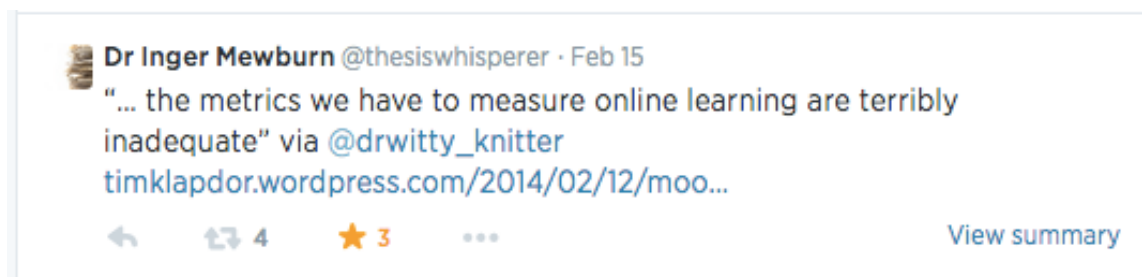 Dr Inger Mewburn @thesiswhisperer · Feb 15
“... the metrics we have to measure online learning are terribly
inadequate” via @drwitty_knitter
timklapdor.wordpress.com/2014/02/12/moo...
4 3 View summary